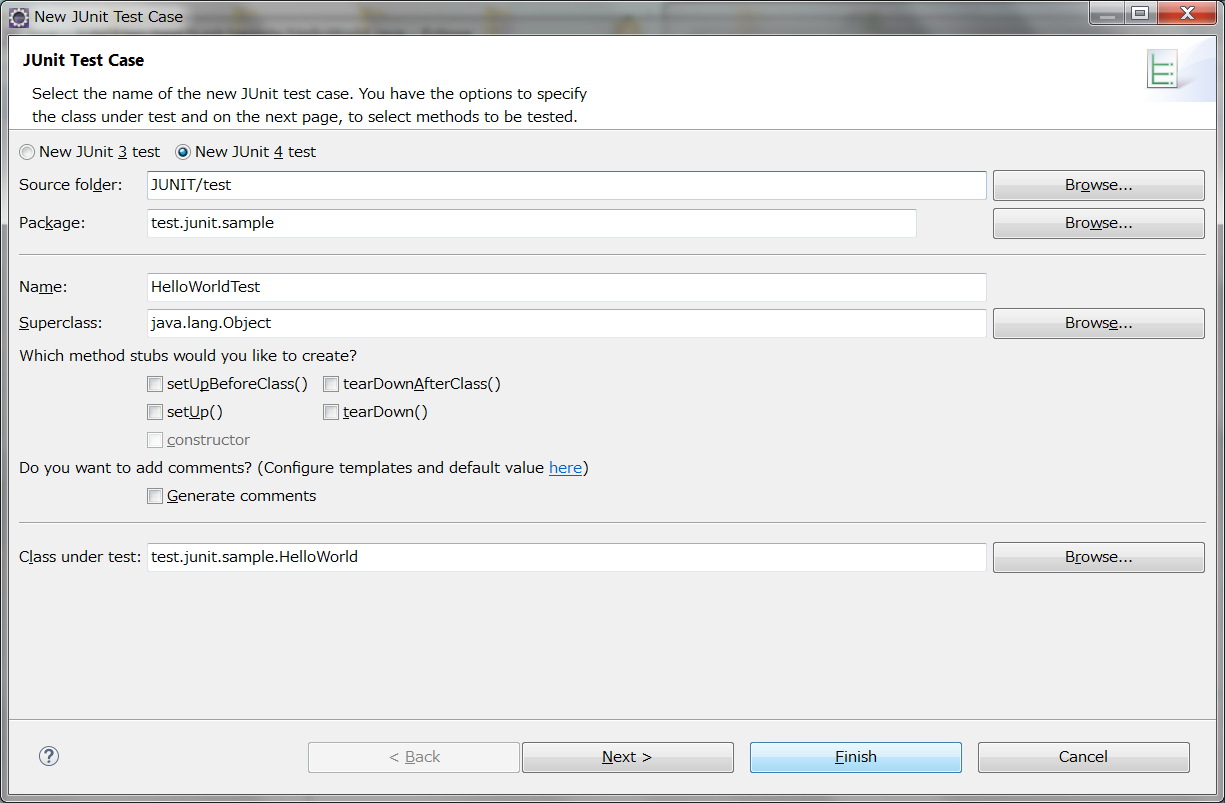 New JUnit Test Case
JUnit Test Case
Select the name of the new JUnit test case. You have the options to specify
the class under test and on the next page, to select methods to be tested.
New JUnit 3 test New JUnit 4 test
Source folder: JUNIT/test Browse...
Package: test.junit.sample Browse...
Name: HelloWorldTest
Superclass: java.lang.Object Browse...
Which method stubs would you like to create?
setUpBeforeClass() tearDownAfterClass()
setUp() tearDown()
constructor
Do you want to add comments? (Configure templates and default value here)
Generate comments
Class under test: test.junit.sample.HelloWorld Browse...
? < Back Next > Finish Cancel